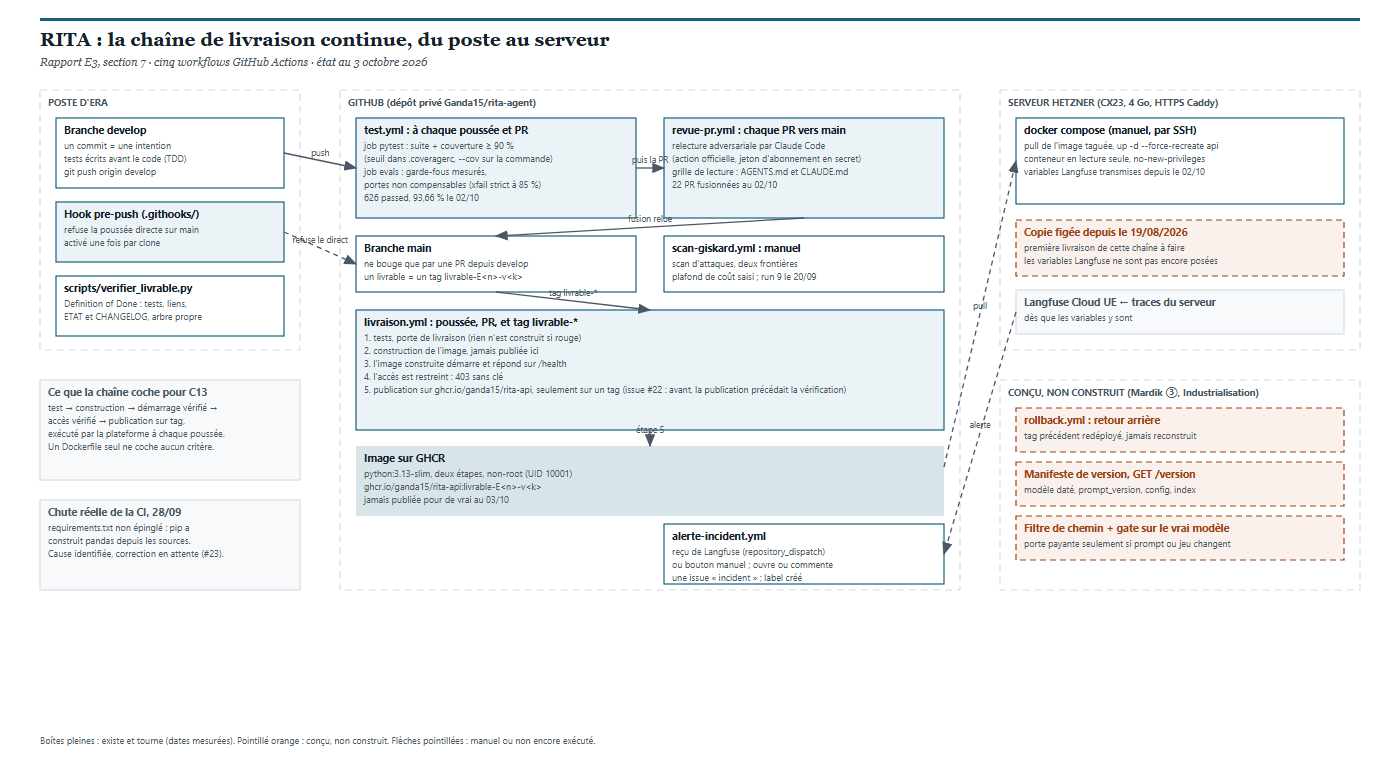 RITA : la chaîne de livraison continue, du poste au serveur
Rapport E3, section 7 · cinq workflows GitHub Actions · état au 3 octobre 2026
POSTE D'ERA
Branche develop
un commit = une intention
tests écrits avant le code (TDD)
git push origin develop
Hook pre-push (.githooks/)
refuse la poussée directe sur main
activé une fois par clone
scripts/verifier_livrable.py
Definition of Done : tests, liens,
ETAT et CHANGELOG, arbre propre
Ce que la chaîne coche pour C13
test → construction → démarrage vérifié →
accès vérifié → publication sur tag,
exécuté par la plateforme à chaque poussée.
Un Dockerfile seul ne coche aucun critère.
Chute réelle de la CI, 28/09
requirements.txt non épinglé : pip a
construit pandas depuis les sources.
Cause identifiée, correction en attente (#23).
push
refuse le direct
GITHUB (dépôt privé Ganda15/rita-agent)
test.yml : à chaque poussée et PR
job pytest : suite + couverture ≥ 90 %
(seuil dans .coveragerc, --cov sur la commande)
job evals : garde-fous mesurés,
portes non compensables (xfail strict à 85 %)
626 passed, 93,66 % le 02/10
puis la PR
revue-pr.yml : chaque PR vers main
relecture adversariale par Claude Code
(action officielle, jeton d'abonnement en secret)
grille de lecture : AGENTS.md et CLAUDE.md
22 PR fusionnées au 02/10
fusion relue
Branche main
ne bouge que par une PR depuis develop
un livrable = un tag livrable-E<n>-v<k>
scan-giskard.yml : manuel
scan d'attaques, deux frontières
plafond de coût saisi ; run 9 le 20/09
tag livrable-*
livraison.yml : poussée, PR, et tag livrable-*
1. tests, porte de livraison (rien n'est construit si rouge)
2. construction de l'image, jamais publiée ici
3. l'image construite démarre et répond sur /health
4. l'accès est restreint : 403 sans clé
5. publication sur ghcr.io/ganda15/rita-api, seulement sur un tag (issue #22 : avant, la publication précédait la vérification)
étape 5
Image sur GHCR
python:3.13-slim, deux étapes, non-root (UID 10001)
ghcr.io/ganda15/rita-api:livrable-E<n>-v<k>
jamais publiée pour de vrai au 03/10
alerte-incident.yml
reçu de Langfuse (repository_dispatch)
ou bouton manuel ; ouvre ou commente
une issue « incident » ; label créé
pull
alerte
SERVEUR HETZNER (CX23, 4 Go, HTTPS Caddy)
docker compose (manuel, par SSH)
pull de l'image taguée, up -d --force-recreate api
conteneur en lecture seule, no-new-privileges
variables Langfuse transmises depuis le 02/10
Copie figée depuis le 19/08/2026
première livraison de cette chaîne à faire
les variables Langfuse ne sont pas encore posées
Langfuse Cloud UE ← traces du serveur
dès que les variables y sont
CONÇU, NON CONSTRUIT (Mardik ③, Industrialisation)
rollback.yml : retour arrière
tag précédent redéployé, jamais reconstruit
Manifeste de version, GET /version
modèle daté, prompt_version, config, index
Filtre de chemin + gate sur le vrai modèle
porte payante seulement si prompt ou jeu changent
Boîtes pleines : existe et tourne (dates mesurées). Pointillé orange : conçu, non construit. Flèches pointillées : manuel ou non encore exécuté.